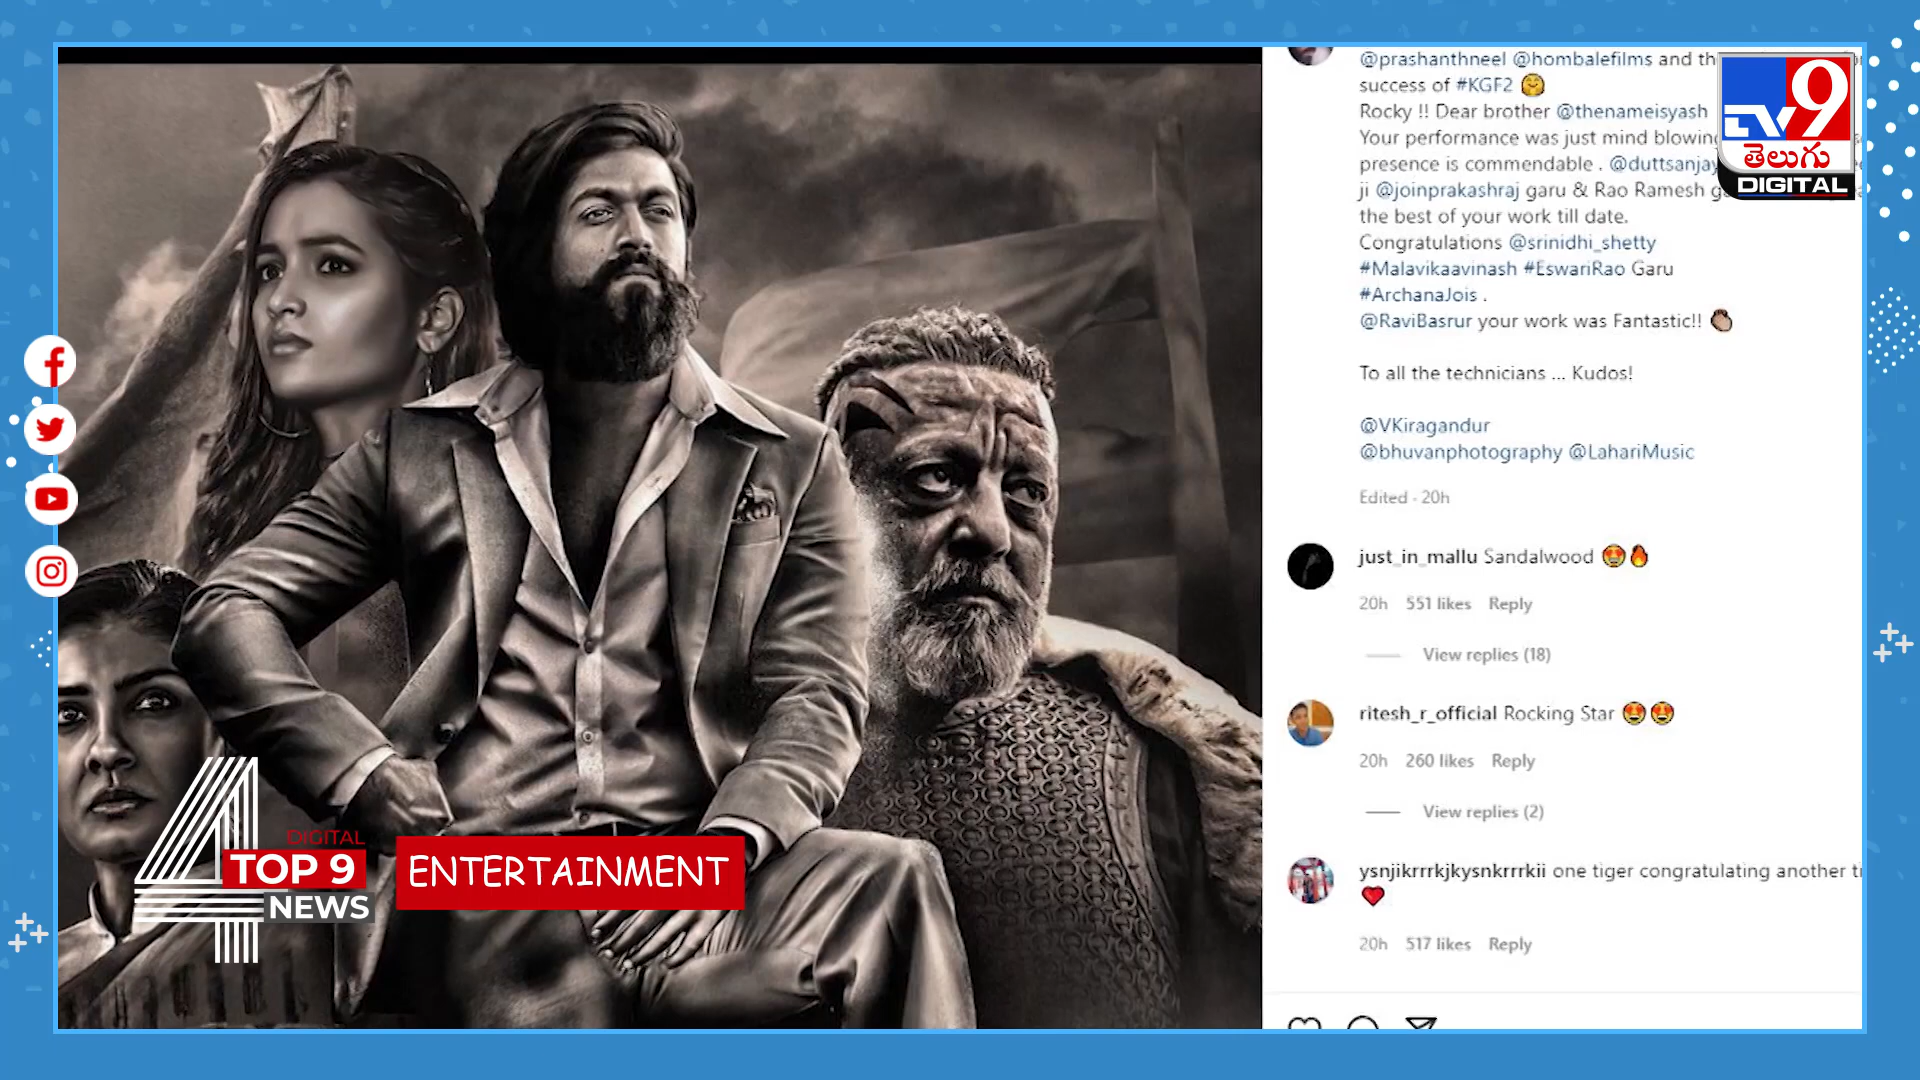 @prashanthneel @hombalefilms and
success of #KGF2
Rocky !! Dear brother @thenameisyash
Your performance was just mind blowing
presence is commendable . @duttsanjay
ji @joinprakashraj garu & Rao Ramesh
the best of your work till date.
Congratulations @srinidhi_shetty
#Malavikaavinash #EswariRao Garu
#ArchanaJois .
@RaviBasrur your work was Fantastic!!
To all the technicians ... Kudos!
@VKiragandur
@bhuvanphotography @LahariMusic
Edited · 20h
just_in_mallu Sandalwood
20h 551 likes Reply
View replies (18)
ritesh_r_official Rocking Star
20h 260 likes Reply
View replies (2)
ysnjikrrrkjkysnkrrrkii one tiger congratulating another
20h 517 likes Reply
TV9
తెలుగు
DIGITAL
4
DIGITAL
TOP 9
NEWS
ENTERTAINMENT